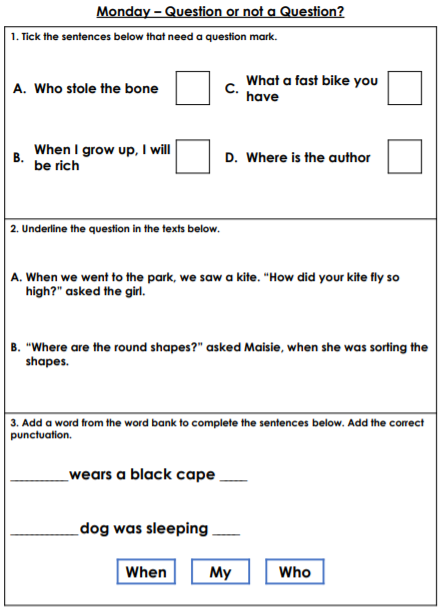 Monday – Question or not a Question?
1. Tick the sentences below that need a question mark.
A. Who stole the bone
C. What a fast bike you
have
B. When I grow up, I will
be rich
D. Where is the author
2. Underline the question in the texts below.
A. When we went to the park, we saw a kite. “How did your kite fly so
high?” asked the girl.
B. “Where are the round shapes?” asked Maisie, when she was sorting the
shapes.
3. Add a word from the word bank to complete the sentences below. Add the correct
punctuation.
________wears a black cape ____
__________dog was sleeping ____
When My Who